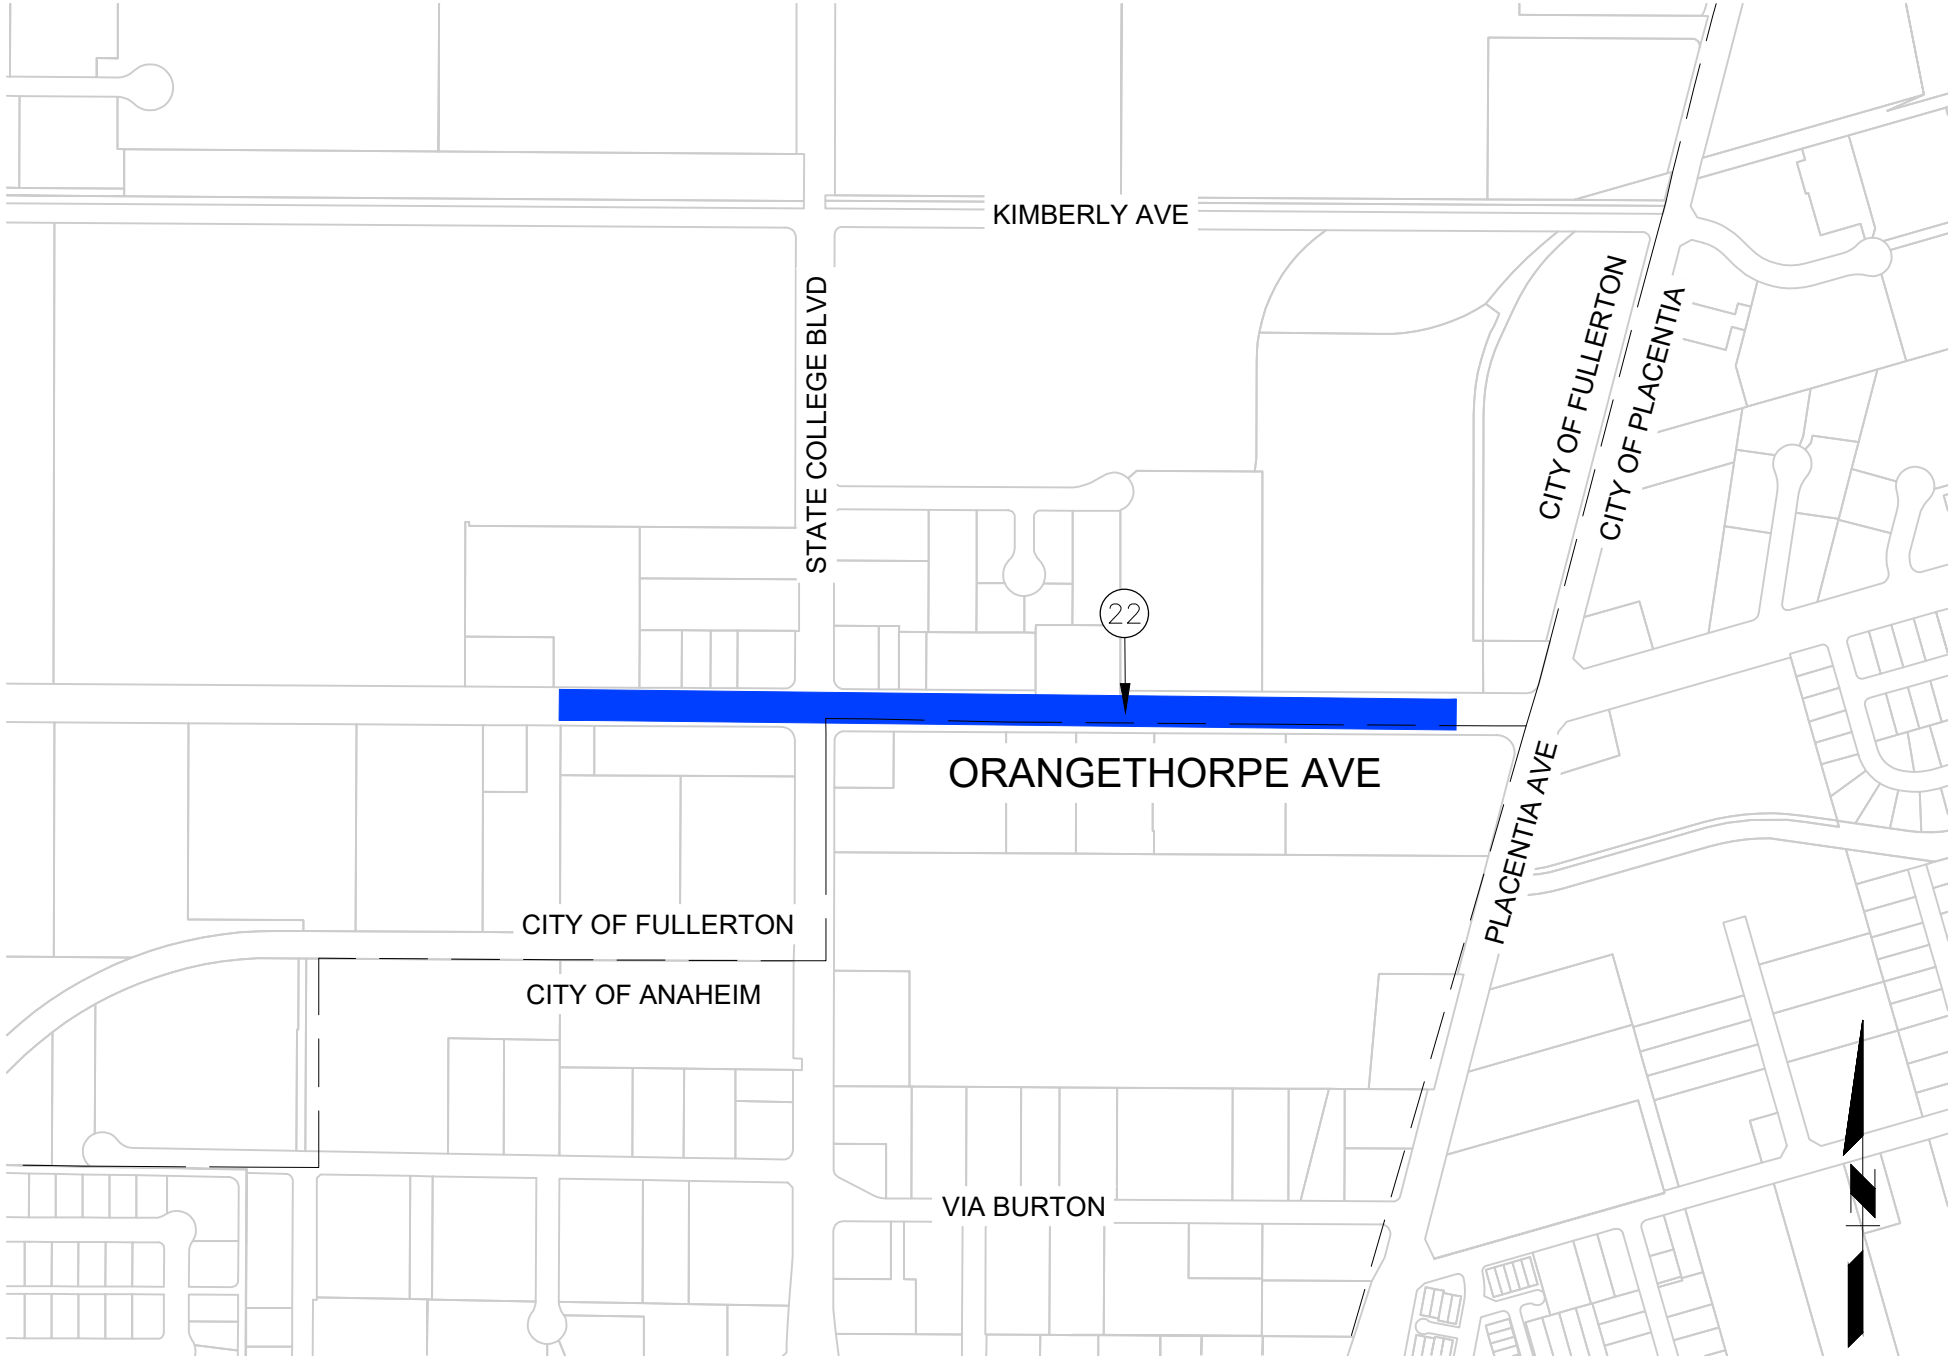 KIMBERLY AVE
STATE COLLEGE BLVD
CITY OF FULLERTON
CITY OF PLACENTIA
22
ORANGETHORPE AVE
PLACENTIA AVE
CITY OF FULLERTON
CITY OF ANAHEIM
VIA BURTON
N